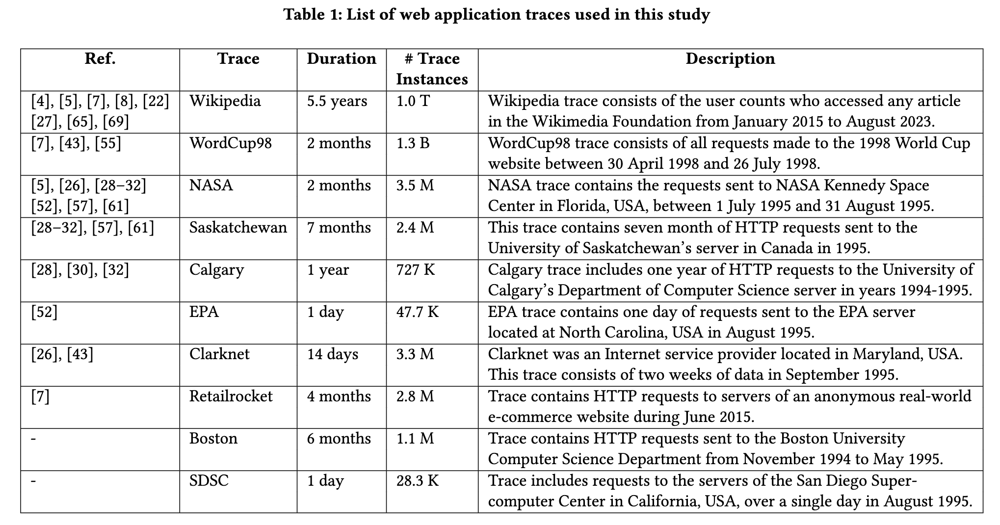 Table 1: List of web application traces used in this study
Ref. Trace Duration # Trace Instances Description
[4], [5], [7], [8], [22] Wikipedia 5.5 years 1.0 T Wikipedia trace consists of the user counts who accessed any article
[27], [65], [69] in the Wikimedia Foundation from January 2015 to August 2023.
[7], [43], [55] WordCup98 2 months 1.3 B WordCup98 trace consists of all requests made to the 1998 World Cup
website between 30 April 1998 and 26 July 1998.
[5], [26], [28–32] NASA 2 months 3.5 M NASA trace contains the requests sent to NASA Kennedy Space
[52], [57], [61] Center in Florida, USA, between 1 July 1995 and 31 August 1995.
[28–32], [57], [61] Saskatchewan 7 months 2.4 M This trace contains seven month of HTTP requests sent to the
University of Saskatchewan’s server in Canada in 1995.
[28], [30], [32] Calgary 1 year 727 K Calgary trace includes one year of HTTP requests to the University of
Calgary’s Department of Computer Science server in years 1994-1995.
[52] EPA 1 day 47.7 K EPA trace contains one day of requests sent to the EPA server
located at North Carolina, USA in August 1995.
[26], [43] Clarknet 14 days 3.3 M Clarknet was an Internet service provider located in Maryland, USA.
This trace consists of two weeks of data in September 1995.
[7] Retailrocket 4 months 2.8 M Trace contains HTTP requests to servers of an anonymous real-world
e-commerce website during June 2015.
- Boston 6 months 1.1 M Trace contains HTTP requests sent to the Boston University
Computer Science Department from November 1994 to May 1995.
- SDSC 1 day 28.3 K Trace includes requests to the servers of the San Diego Super-
computer Center in California, USA, over a single day in August 1995.